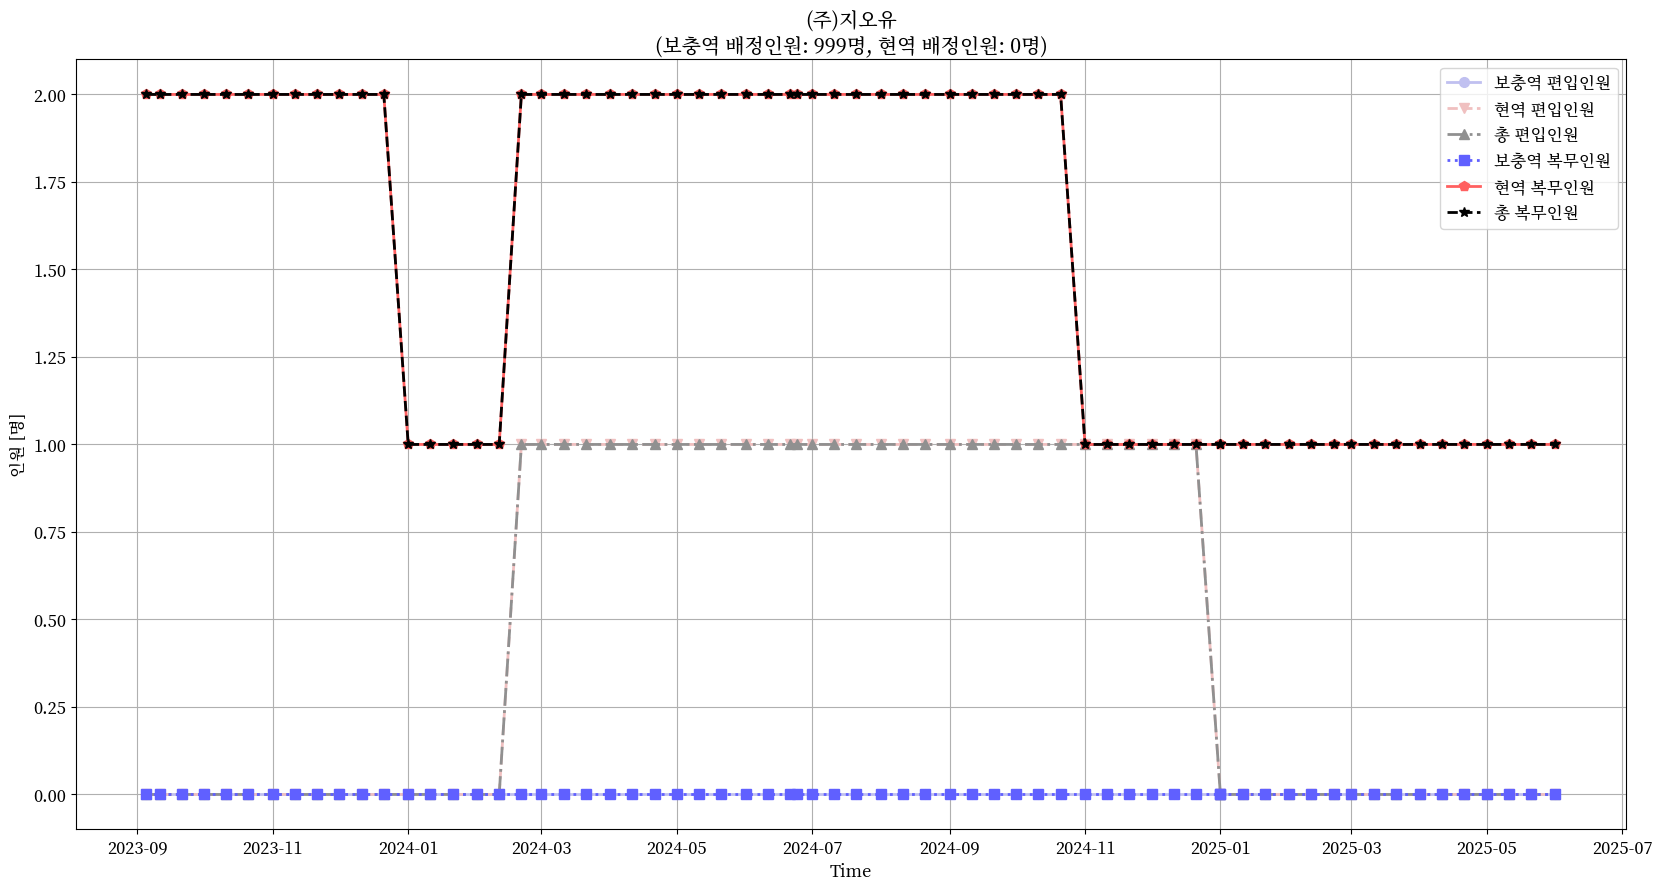 (주)지오유
(보충역 배정인원: 999명, 현역 배정인원: 0명)
보충역 편입인원
현역 편입인원
총 편입인원
보충역 복무인원
현역 복무인원
총 복무인원
2.00
1.75
1.50
1.25
1.00
0.75
0.50
0.25
0.00
인원 [명]
2023-09 2023-11 2024-01 2024-03 2024-05 2024-07 2024-09 2024-11 2025-01 2025-03 2025-05 2025-07
Time